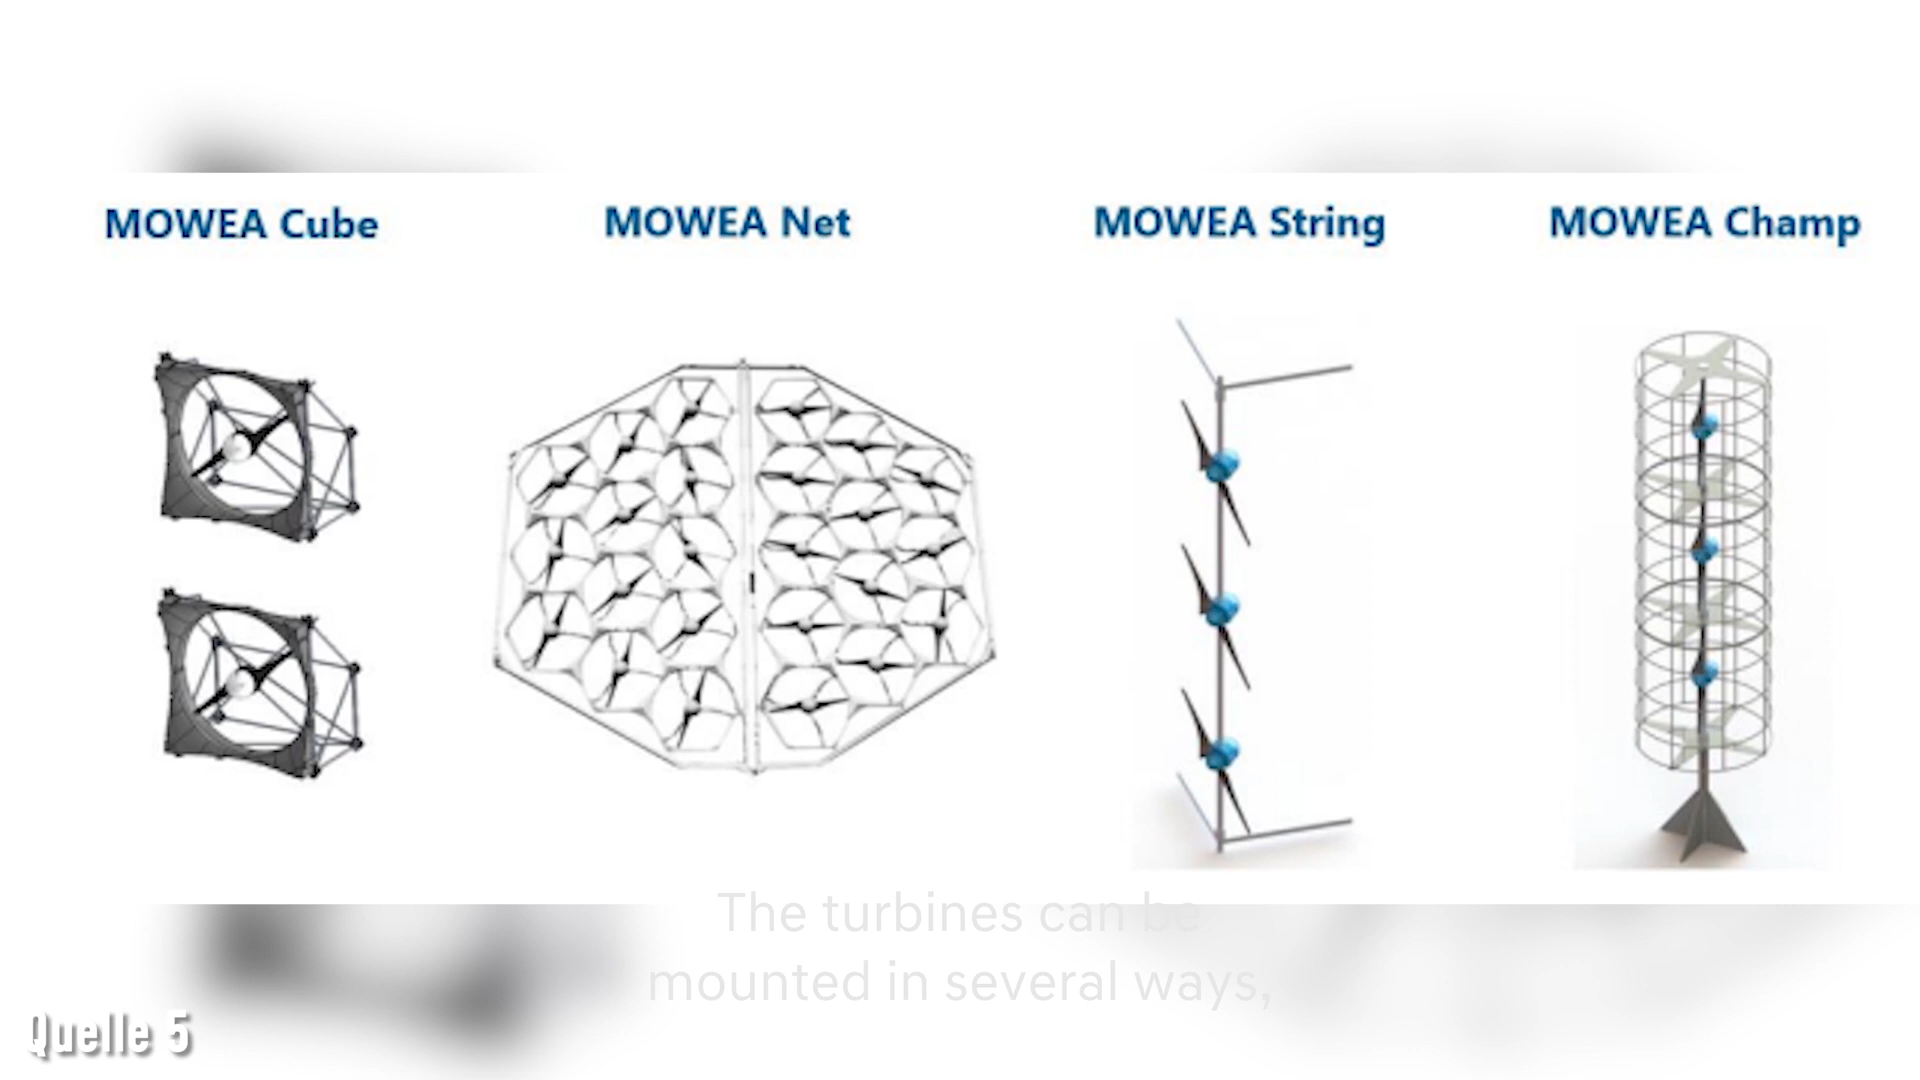 MOWEA Cube
MOWEA Net
MOWEA String
MOWEA Champ
The turbines can be
mounted in several ways,
Quelle 5